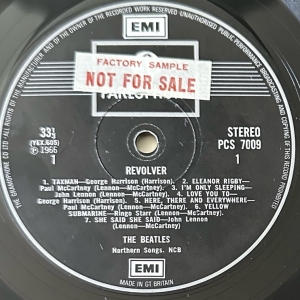 EMI
THE GRAMOPHONE CO LTD. ALL RIGHTS OF THE MANUFACTURER AND OF THE OWNER OF THE RECORDED WORK RESERVED UNAUTHORISED PUBLIC PERFORMANCE BROADCASTING AND COPYING OF THIS RECORD PROHIBITED
FACTORY SAMPLE
NOT FOR SALE
33⅓
(YEX.605)
℗ 1966
1
STEREO
PCS 7009
1
REVOLVER
1. TAXMAN—George Harrison (Harrison). 2. ELEANOR RIGBY—
Paul McCartney (Lennon—McCartney). 3. I'M ONLY SLEEPING—
John Lennon (Lennon—McCartney). 4. LOVE YOU TO—
George Harrison (Harrison). 5. HERE, THERE AND EVERYWHERE—
Paul McCartney (Lennon—McCartney). 6. YELLOW
SUBMARINE—Ringo Starr (Lennon—McCartney).
7. SHE SAID SHE SAID—John Lennon
(Lennon—McCartney)
THE BEATLES
Northern Songs. NCB
EMI
MADE IN GT BRITAIN